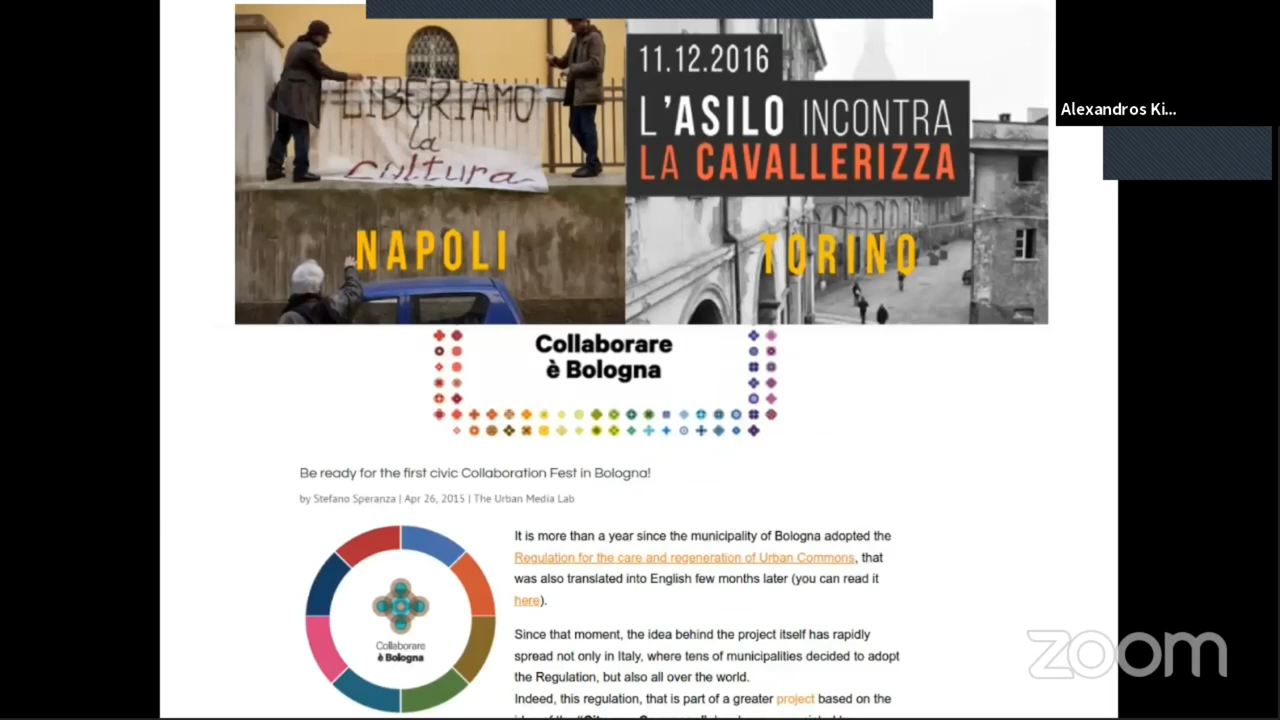 11.12.2016
L'ASILO INCONTRA
LA CAVALLERIZZA
LIBERIAMO
la
Cultura
NAPOLI
TORINO
Alexandros Ki...
Collaborare
è Bologna
Be ready for the first civic Collaboration Fest in Bologna!
by Stefano Speranza | Apr 26, 2015 | The Urban Media Lab
Collaborare
è Bologna
It is more than a year since the municipality of Bologna adopted the
Regulation for the care and regeneration of Urban Commons, that
was also translated into English few months later (you can read it
here).
Since that moment, the idea behind the project itself has rapidly
spread not only in Italy, where tens of municipalities decided to adopt
the Regulation, but also all over the world.
Indeed, this regulation, that is part of a greater project based on the
zoom